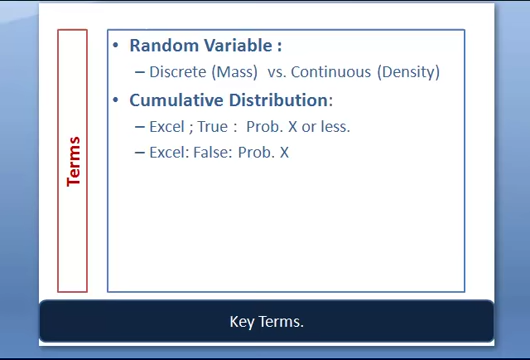 Terms
• Random Variable :
– Discrete (Mass)  vs. Continuous (Density)
• Cumulative Distribution:
– Excel ; True :  Prob. X or less.
– Excel: False: Prob. X
Key Terms.